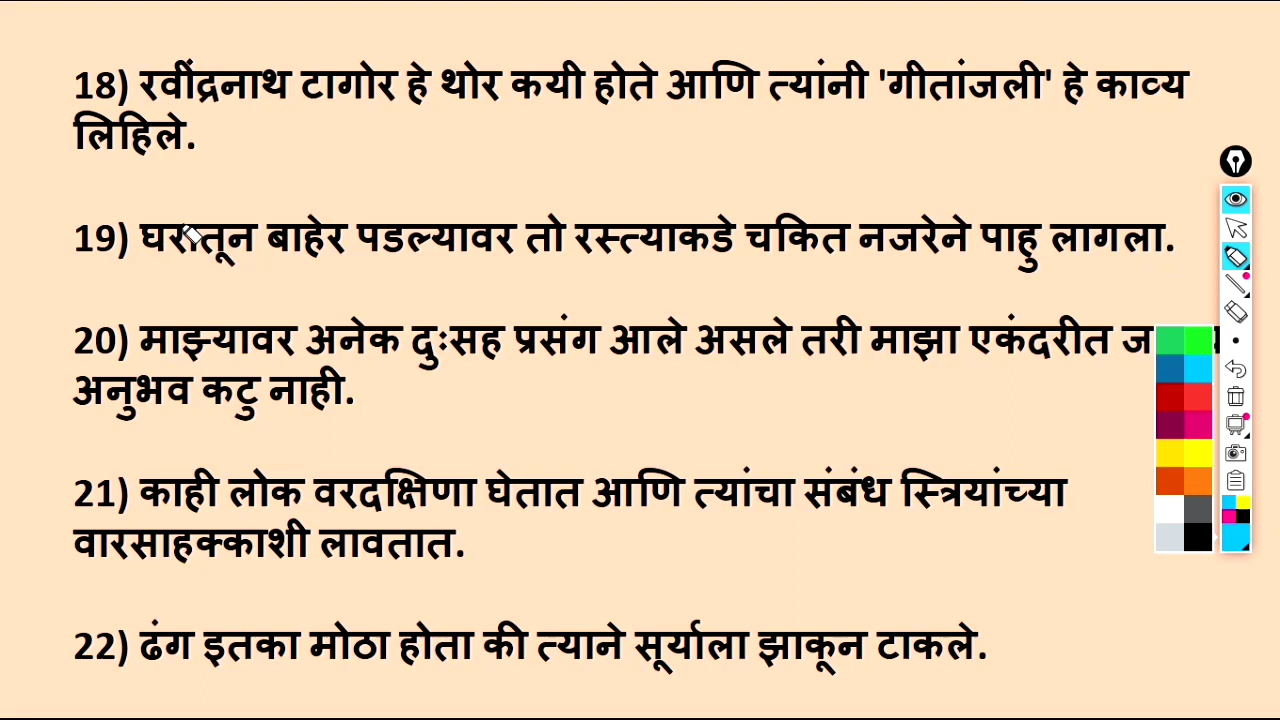 18) रवींद्रनाथ टागोर हे थोर कयी होते आणि त्यांनी 'गीतांजली' हे काव्य
लिहिले.
19) घरातून बाहेर पडल्यावर तो रस्त्याकडे चकित नजरेने पाहु लागला.
20) माझ्यावर अनेक दुःसह प्रसंग आले असले तरी माझा एकंदरीत
अनुभव कटु नाही.
21) काही लोक वरदक्षिणा घेतात आणि त्यांचा संबंध स्त्रियांच्या
वारसाहक्काशी लावतात.
22) ढंग इतका मोठा होता की त्याने सूर्याला झाकून टाकले.